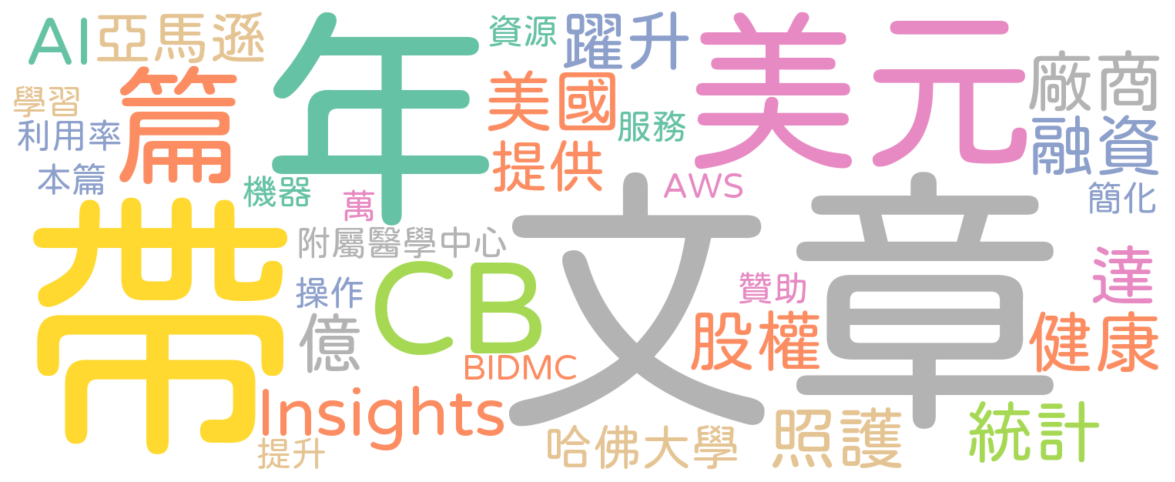 AI
亞馬遜
年
資源
躍升
美元
廠商
學習
篇
美國
服務
融資
利用率
提供
本篇
機器
萬
AWS
簡化
帶
附屬醫學中心
文章
達
操作
CB
贊助
億
股權
健康
BIDMC
Insights
照護
統計
提升
哈佛大學